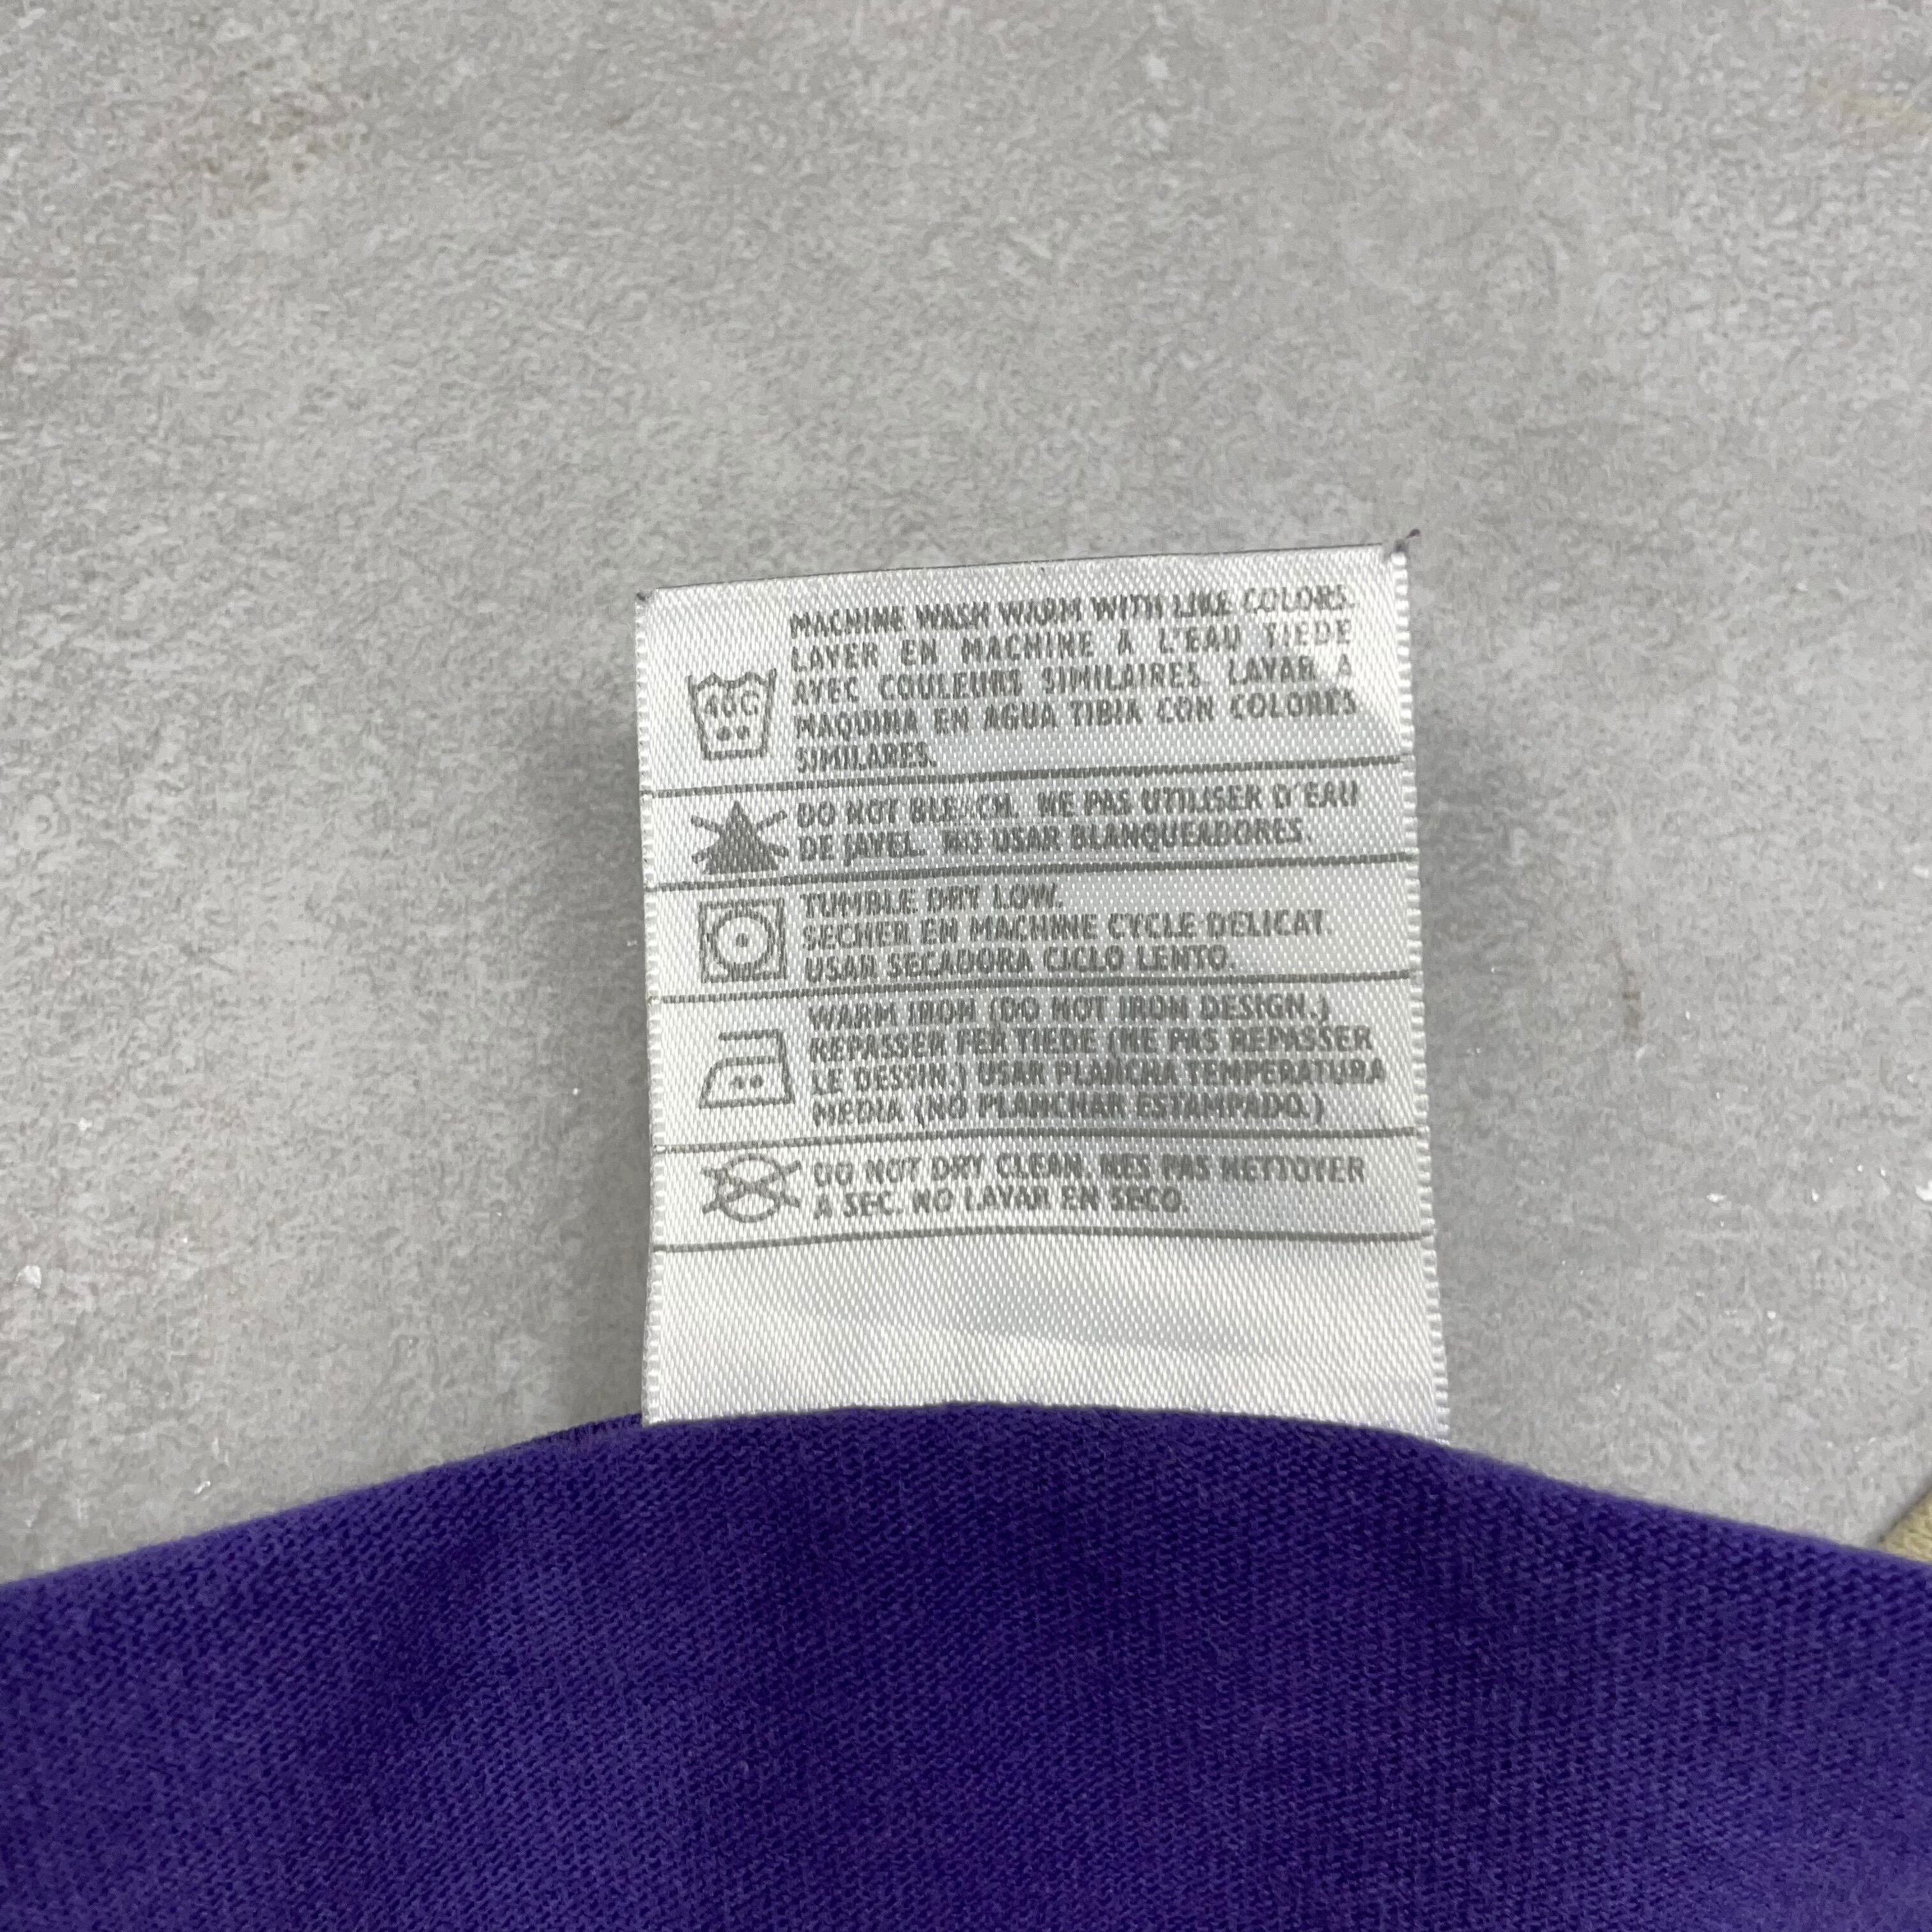 MACHINE WASH WARM WITH LIKE COLORS.
LAVER EN MACHINE A L'EAU TIEDE
40C AVEC COULEURS SIMILAIRES. LAVAR A
MAQUINA EN AGUA TIBIA CON COLORES
SIMILARES.
DO NOT BLEACH. NE PAS UTILISER D'EAU
DE JAVEL. NO USAR BLANQUEADORES.
TUMBLE DRY LOW.
SECHER EN MACHINE CYCLE DELICAT.
USAR SECADORA CICLO LENTO.
WARM IRON (DO NOT IRON DESIGN.)
REPASSER FER TIEDE (NE PAS REPASSER
LE DESSIN.) USAR PLANCHA TEMPERATURA
MEDIA (NO PLANCHAR ESTAMPADO.)
DO NOT DRY CLEAN. NES PAS NETTOYER
A SEC. NO LAVAR EN SECO.